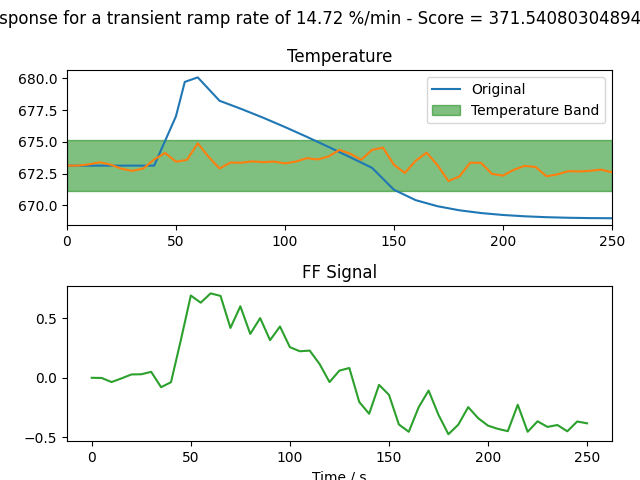 sponse for a transient ramp rate of 14.72 %/min - Score = 371.54080304894
Temperature
680.0
677.5
675.0
672.5
670.0
Original
Temperature Band
0 50 100 150 200 250
FF Signal
0.5
0.0
−0.5
0 50 100 150 200 250
Time / s